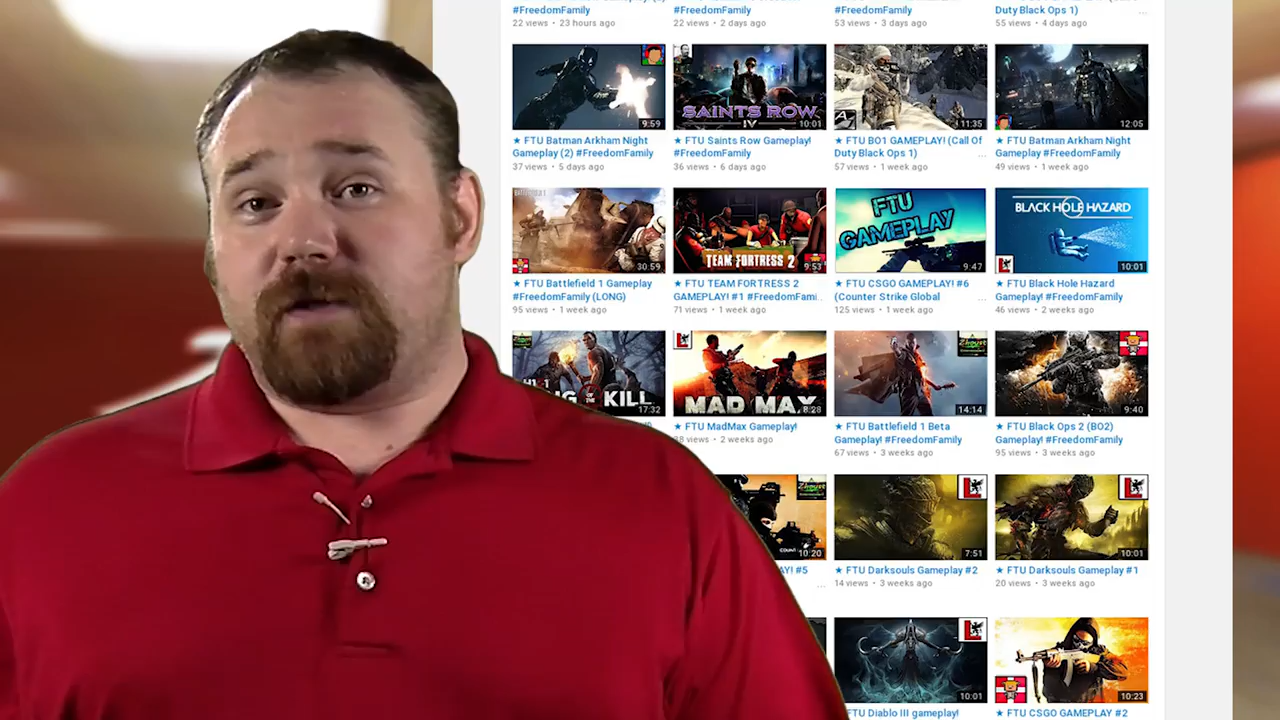 #FreedomFamily
22 views • 23 hours ago
#FreedomFamily
22 views • 2 days ago
#FreedomFamily
53 views • 3 days ago
Duty Black Ops 1)
...
55 views • 4 days ago
9:59
SAINTS ROW
IV
10:01
11:35
12:05
★ FTU Batman Arkham Night
Gameplay (2) #FreedomFamily
37 views • 5 days ago
★ FTU Saints Row Gameplay!
#FreedomFamily
36 views • 6 days ago
★ FTU BO1 GAMEPLAY! (Call Of
Duty Black Ops 1)
...
57 views • 1 week ago
★ FTU Batman Arkham Night
Gameplay #FreedomFamily
49 views • 1 week ago
30:59
TEAM FORTRESS 2
9:53
FTU
GAMEPLAY
9:47
BLACK HOLE HAZARD
10:01
★ FTU Battlefield 1 Gameplay
#FreedomFamily (LONG)
95 views • 1 week ago
★ FTU TEAM FORTRESS 2
GAMEPLAY! #1 #FreedomFami..
71 views • 1 week ago
★ FTU CSGO GAMEPLAY! #6
(Counter Strike Global
...
125 views • 1 week ago
★ FTU Black Hole Hazard
Gameplay! #FreedomFamily
46 views • 2 weeks ago
KILL
17:32
MAD MAX
8:28
14:14
9:40
★ FTU MadMax Gameplay!
views • 2 weeks ago
★ FTU Battlefield 1 Beta
Gameplay! #FreedomFamily
67 views • 3 weeks ago
★ FTU Black Ops 2 (BO2)
Gameplay! #FreedomFamily
95 views • 3 weeks ago
10:20
7:51
10:01
#5
...
★ FTU Darksouls Gameplay #2
14 views • 3 weeks ago
★ FTU Darksouls Gameplay #1
20 views • 3 weeks ago
10:01
10:23
FTU Diablo III gameplay!
★ FTU CSGO GAMEPLAY #2